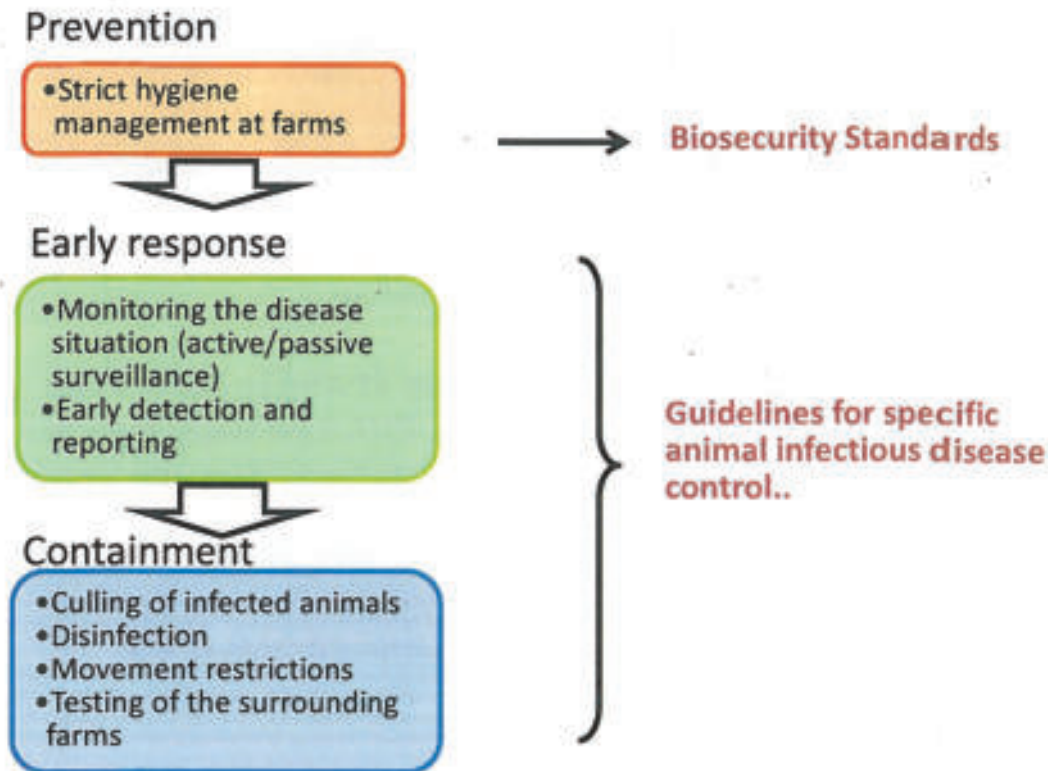 Prevention
•Strict hygiene
management at farms
Biosecurity Standards
Early response
•Monitoring the disease
situation (active/passive
surveillance)
•Early detection and
reporting
Guidelines for specific
animal infectious disease
control..
Containment
•Culling of infected animals
•Disinfection
•Movement restrictions
•Testing of the surrounding
farms